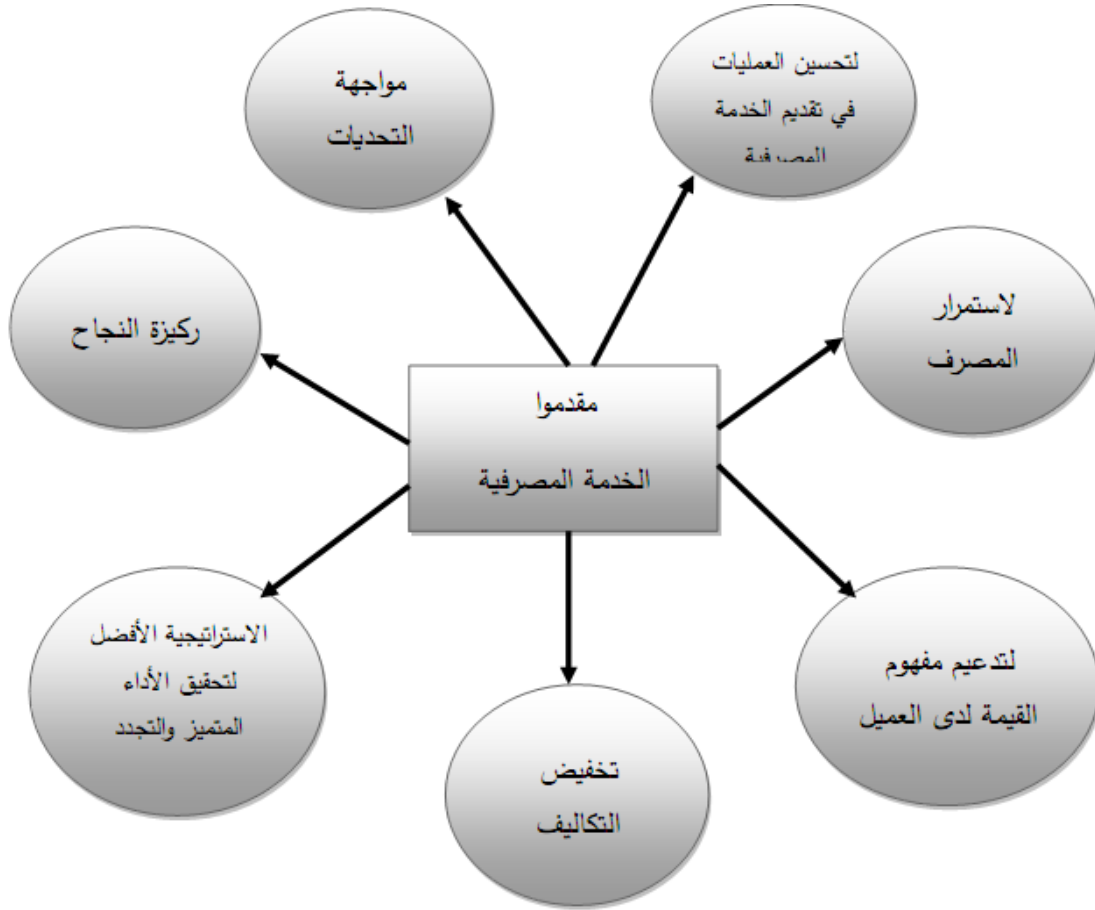 لتحسين العمليات
في تقديم الخدمة
المصرفية
مواجهة
التحديات
لاستمرار
المصرف
ركيزة النجاح
مقدموا
الخدمة المصرفية
لتدعيم مفهوم
القيمة لدى العميل
الاستراتيجية الأفضل
لتحقيق الأداء
المتميز والتجدد
تخفيض
التكاليف